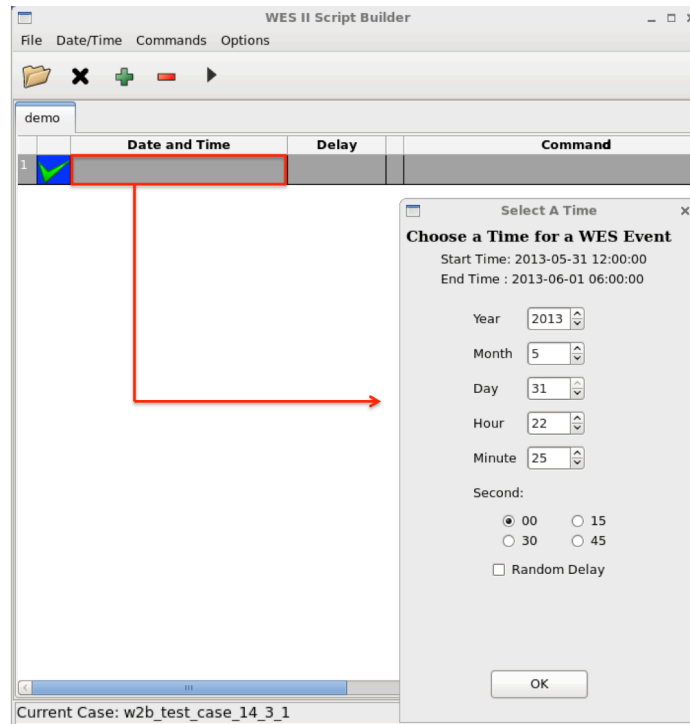 WES II Script Builder
File Date/Time Commands Options
demo
Date and Time Delay Command
1
Select A Time
Choose a Time for a WES Event
Start Time: 2013-05-31 12:00:00
End Time : 2013-06-01 06:00:00
Year 2013
Month 5
Day 31
Hour 22
Minute 25
Second:
00 15
30 45
Random Delay
OK
Current Case: w2b_test_case_14_3_1